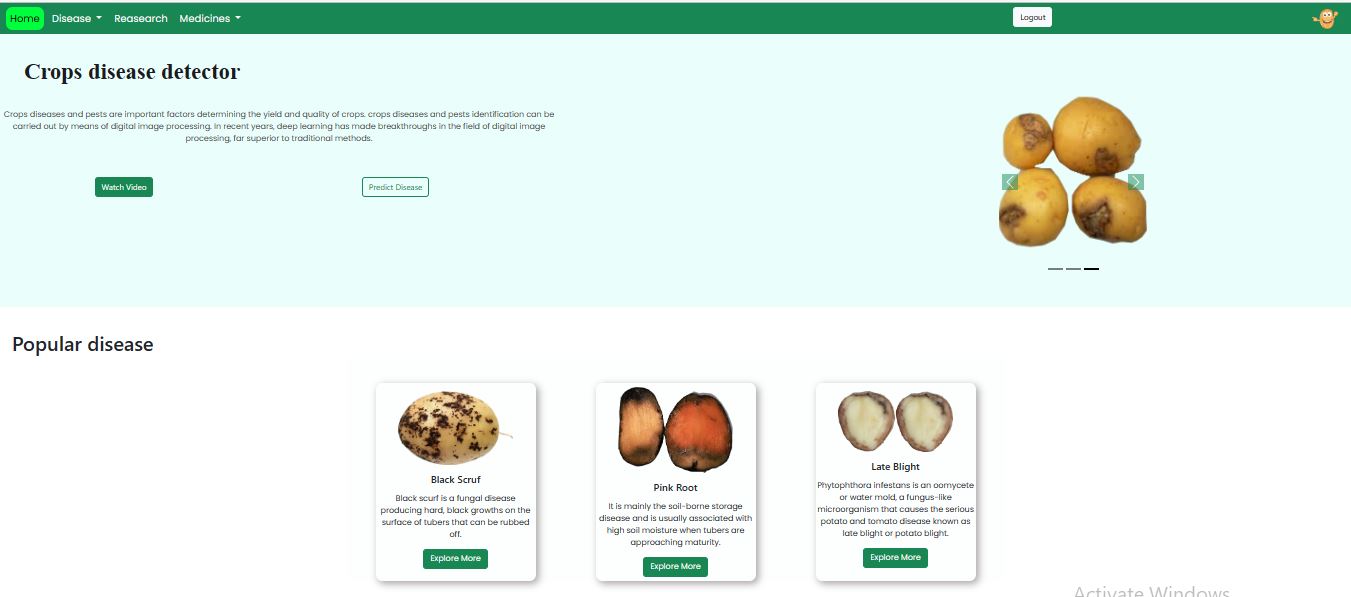 Home Disease Reasearch Medicines Logout
Crops disease detector
Crops diseases and pests are important factors determining the yield and quality of crops. crops diseases and pests identification can be
carried out by means of digital image processing. In recent years, deep learning has made breakthroughs in the field of digital image
processing, far superior to traditional methods.
Watch Video
Predict Disease
Popular disease
Black Scruf
Black scurf is a fungal disease
producing hard, black growths on the
surface of tubers that can be rubbed
off.
Explore More
Pink Root
It is mainly the soil-borne storage
disease and is usually associated with
high soil moisture when tubers are
approaching maturity.
Explore More
Late Blight
Phytophthora infestans is an oomycete
or water mold, a fungus-like
microorganism that causes the serious
potato and tomato disease known as
late blight or potato blight.
Explore More
Activate Windows